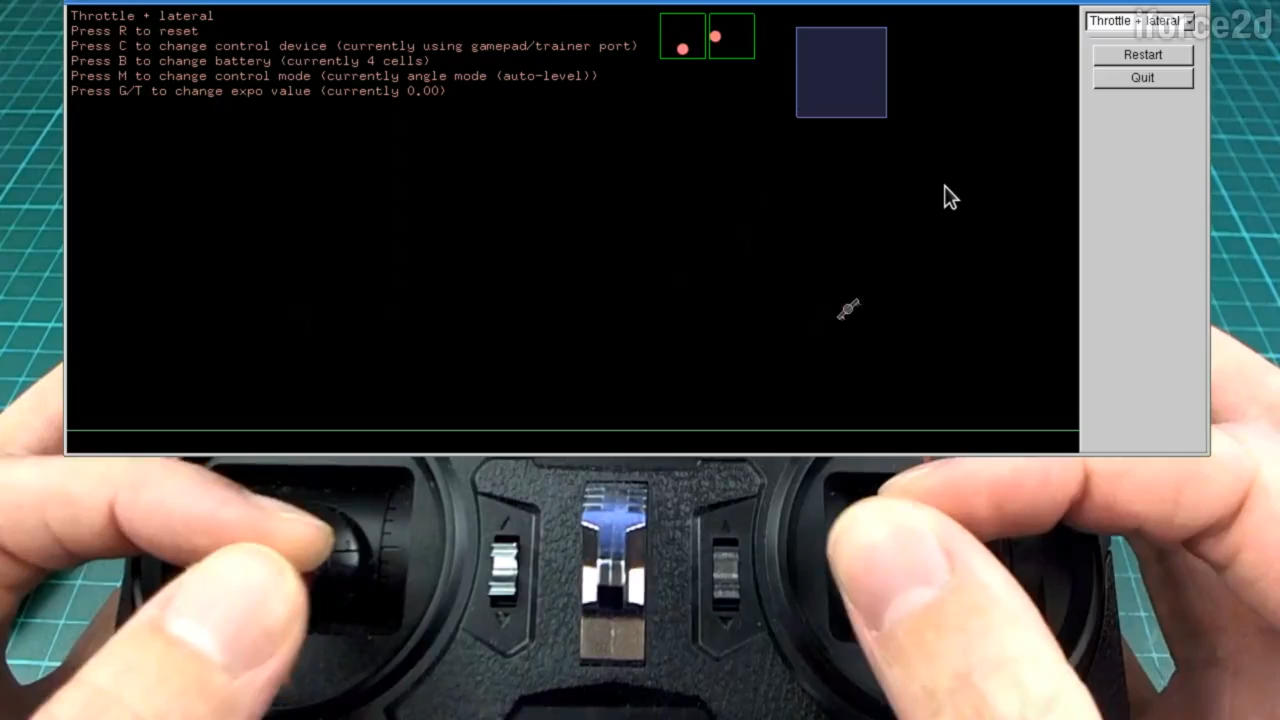 Throttle + lateral
Press R to reset
Press C to change control device (currently using gamepad/trainer port)
Press B to change battery (currently 4 cells)
Press M to change control mode (currently angle mode (auto-level))
Press G/T to change expo value (currently 0.00)
Throttle + lateral
iforce2d
Restart
Quit